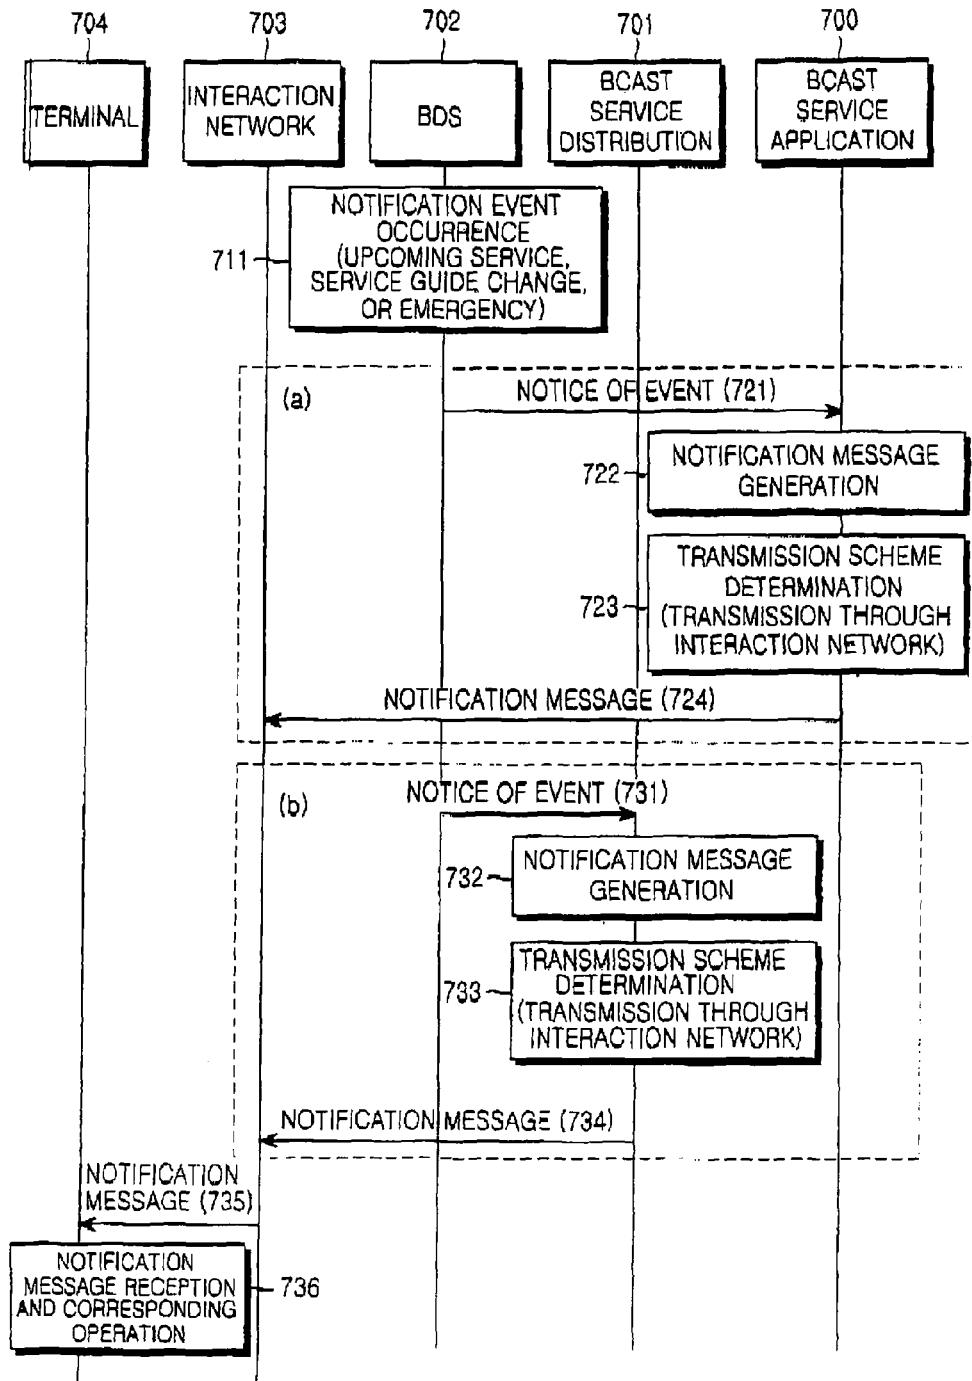 704
703
702
701
700
TERMINAL
INTERACTION
NETWORK
BDS
BCAST
SERVICE
DISTRIBUTION
BCAST
SERVICE
APPLICATION
711
NOTIFICATION EVENT
OCCURRENCE
(UPCOMING SERVICE,
SERVICE GUIDE CHANGE,
OR EMERGENCY)
(a)
NOTICE OF EVENT (721)
722
NOTIFICATION MESSAGE
GENERATION
723
TRANSMISSION SCHEME
DETERMINATION
(TRANSMISSION THROUGH
INTERACTION NETWORK)
NOTIFICATION MESSAGE (724)
(b)
NOTICE OF EVENT (731)
732
NOTIFICATION MESSAGE
GENERATION
733
TRANSMISSION SCHEME
DETERMINATION
(TRANSMISSION THROUGH
INTERACTION NETWORK)
NOTIFICATION MESSAGE (734)
NOTIFICATION
MESSAGE (735)
NOTIFICATION
MESSAGE RECEPTION
AND CORRESPONDING
OPERATION
736